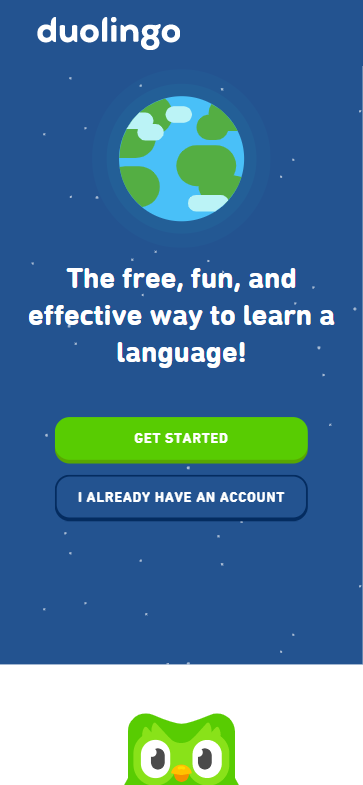 duolingo
The free, fun, and
effective way to learn a
language!
GET STARTED
I ALREADY HAVE AN ACCOUNT